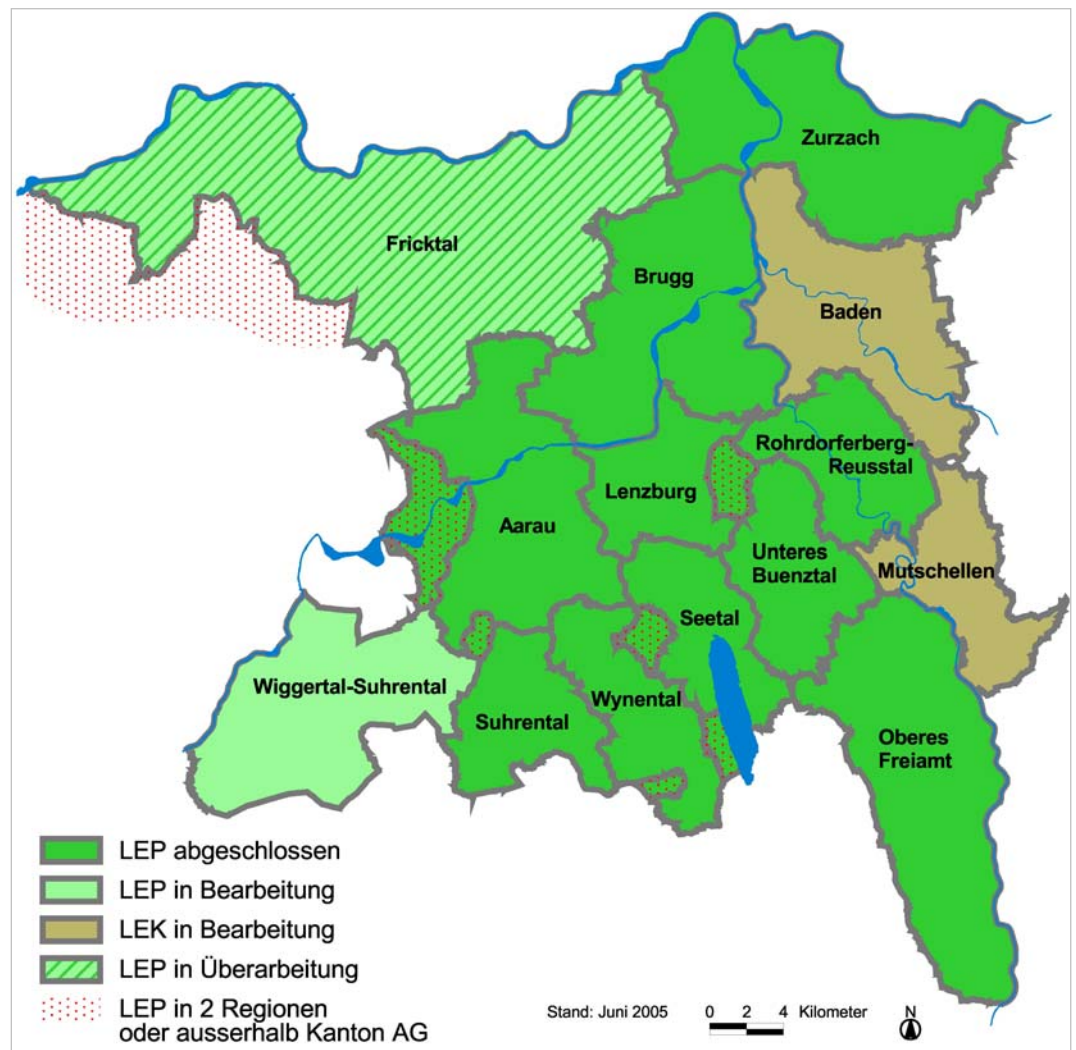 Zurzach
Fricktal
Brugg
Baden
Rohrdorferberg-
Reusstal
Lenzburg
Aarau
Unteres
Buenztal
Mutschellen
Seetal
Wiggertal-Suhrental
Wynental
Suhrental
Oberes
Freiamt
LEP abgeschlossen
LEP in Bearbeitung
LEK in Bearbeitung
LEP in Überarbeitung
LEP in 2 Regionen
oder ausserhalb Kanton AG
Stand: Juni 2005 0 2 4 Kilometer N